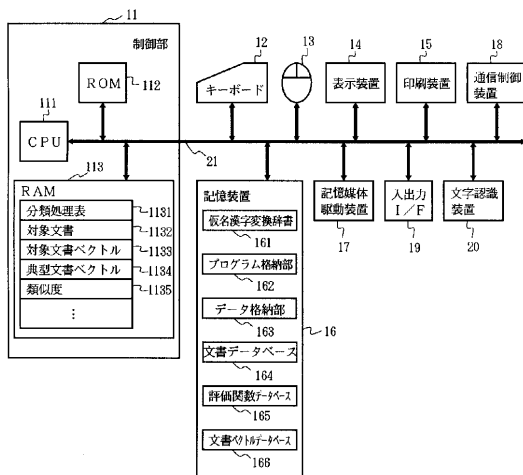 11
制御部
ROM
112
111
CPU
113
RAM
分類処理表
1131
対象文書
1132
対象文書ベクトル
1133
典型文書ベクトル
1134
類似度
1135
⋮
12
キーボード
13
14
表示装置
15
印刷装置
18
通信制御
装置
21
記憶装置
仮名漢字変換辞書
161
プログラム格納部
162
データ格納部
163
文書データベース
164
評価関数データベース
165
文書ベクトルデータベース
166
16
記憶媒体
駆動装置
17
入出力
I/F
19
文字認識
装置
20